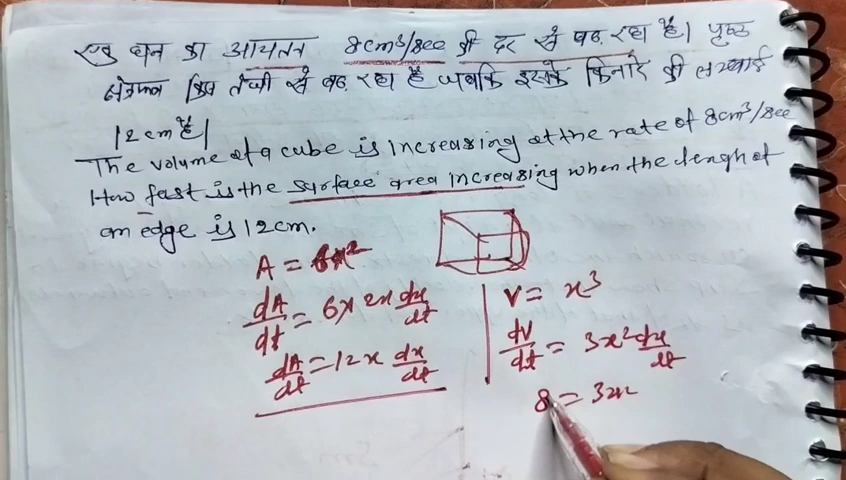 एक घन का आयतन 8cm³/sec की दर से बढ़ रहा है। पृष्ठ
क्षेत्रफल किस तेजी से बढ़ रहा है जबकि इसके किनारे की लम्बाई
12cm है।
The volume of a cube is increasing at the rate of 8cm³/sec
How fast is the surface area increasing when the lengh of
an edge is 12cm.
A = 6x²
dA/dt = 6 x 2x dx/dt
dA/dt = 12x dx/dt
V = x³
dV/dt = 3x² dx/dt
8 = 3x